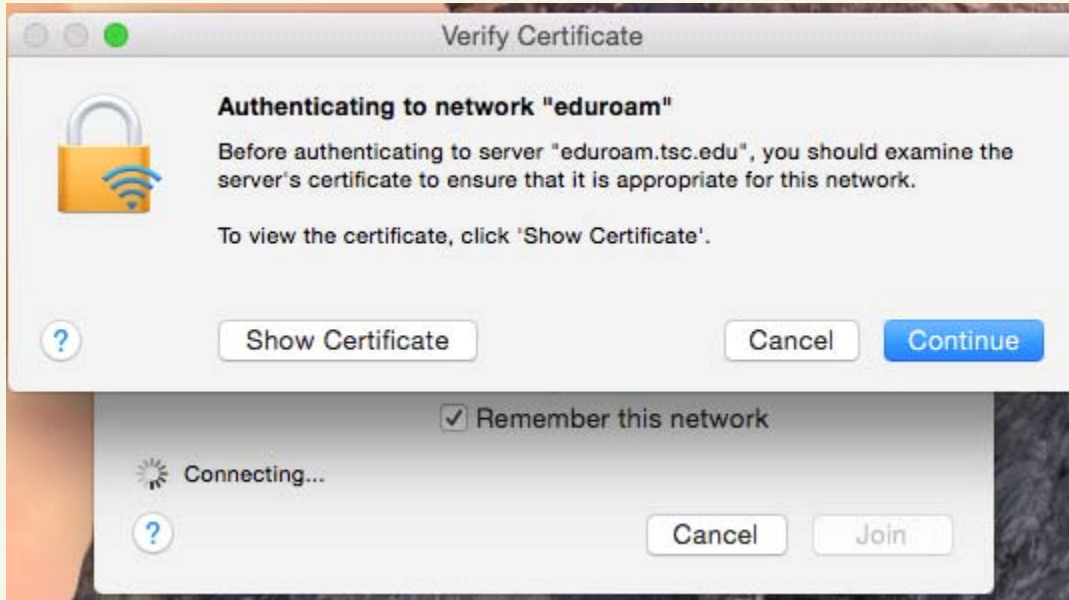 Verify Certificate
Authenticating to network "eduroam"
Before authenticating to server "eduroam.tsc.edu", you should examine the
server's certificate to ensure that it is appropriate for this network.
To view the certificate, click 'Show Certificate'.
?
Show Certificate
Cancel
Continue
Remember this network
Connecting...
?
Cancel
Join